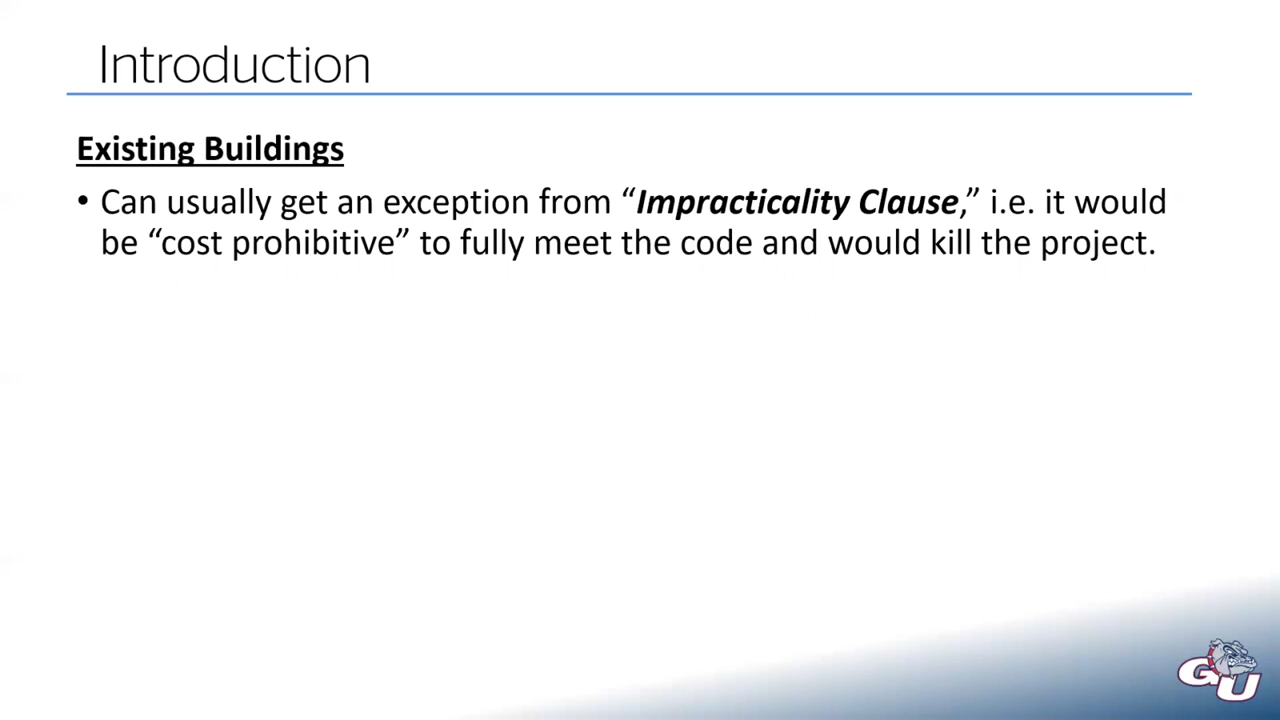 Introduction
Existing Buildings
• Can usually get an exception from “Impracticality Clause,” i.e. it would
be “cost prohibitive” to fully meet the code and would kill the project.
GU